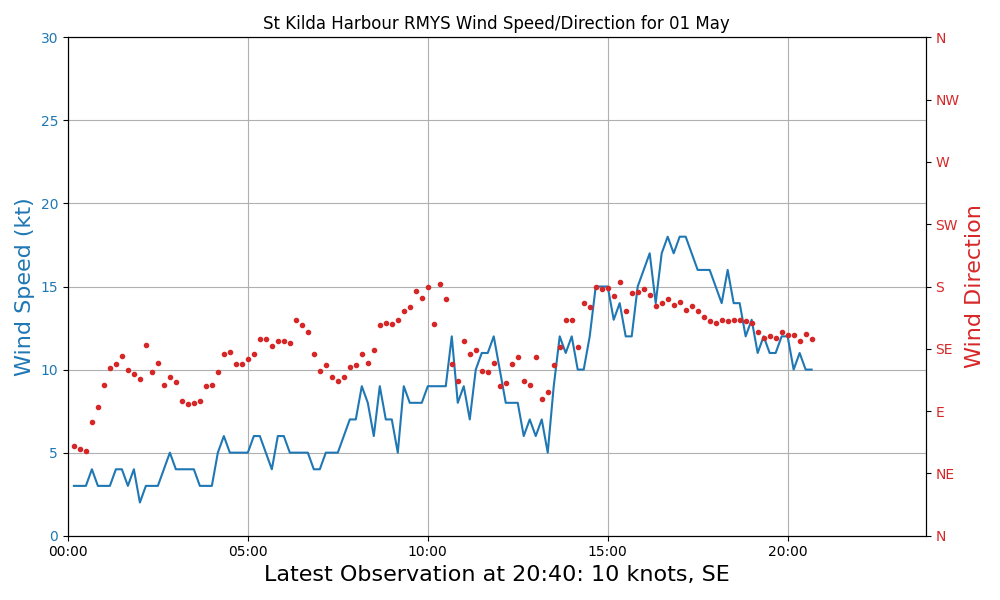 St Kilda Harbour RMYS Wind Speed/Direction for 01 May
30
25
20
15
10
5
0
Wind Speed (kt)
N
NW
W
SW
S
SE
E
NE
N
Wind Direction
00:00 05:00 10:00 15:00 20:00
Latest Observation at 20:40: 10 knots, SE